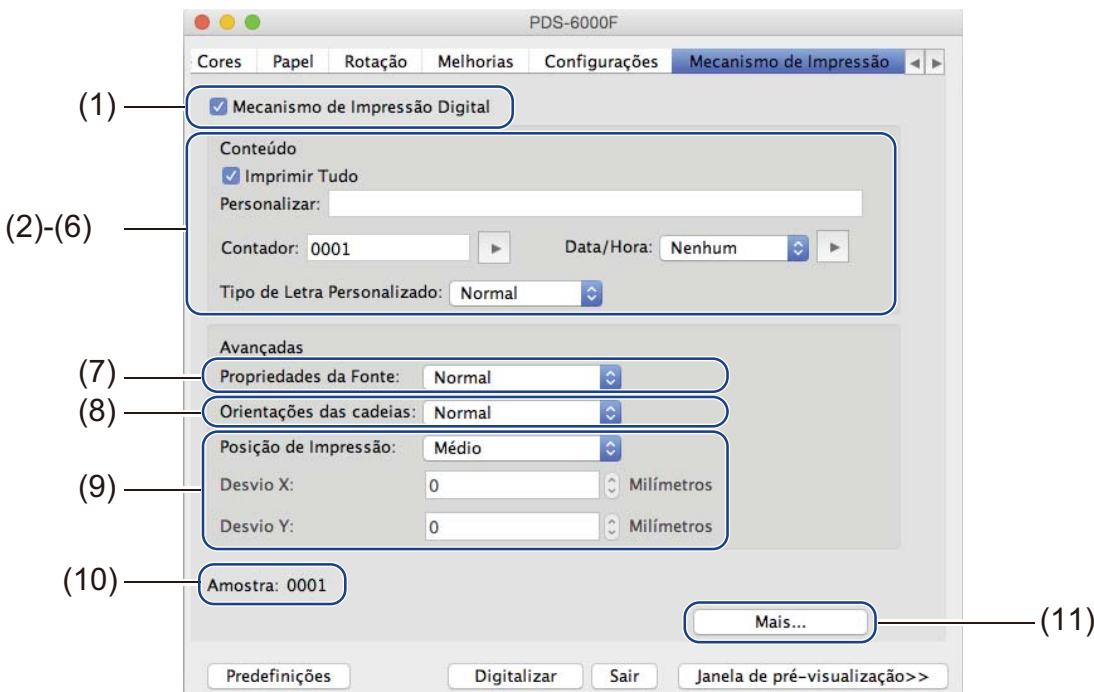 PDS-6000F
Cores Papel Rotação Melhorias Configurações Mecanismo de Impressão
(1) Mecanismo de Impressão Digital
Conteúdo
Imprimir Tudo
Personalizar:
(2)-(6)
Contador: 0001 Data/Hora: Nenhum
Tipo de Letra Personalizado: Normal
Avançadas
(7) Propriedades da Fonte: Normal
(8) Orientações das cadeias: Normal
Posição de Impressão: Médio
(9) Desvio X: 0 Milímetros
Desvio Y: 0 Milímetros
(10) Amostra: 0001
Mais... (11)
Predefinições Digitalizar Sair Janela de pré-visualização>>